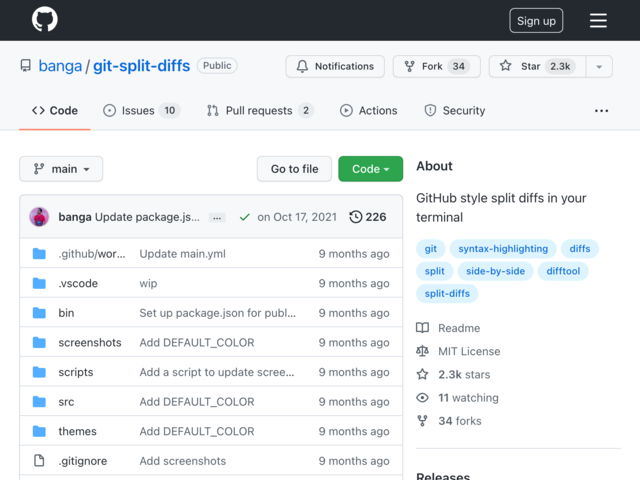 Sign up
banga / git-split-diffs Public
Notifications Fork 34 Star 2.3k
Code Issues 10 Pull requests 2 Actions Security ...
main Go to file Code
About
GitHub style split diffs in your
terminal
git syntax-highlighting diffs
split side-by-side difftool
split-diffs
Readme
MIT License
2.3k stars
11 watching
34 forks
Releases
banga Update package.js... ... on Oct 17, 2021 226
.github/wor... Update main.yml 9 months ago
.vscode wip 9 months ago
bin Set up package.json for publ... 9 months ago
screenshots Add DEFAULT_COLOR 9 months ago
scripts Add a script to update scree... 9 months ago
src Add DEFAULT_COLOR 9 months ago
themes Add DEFAULT_COLOR 9 months ago
.gitignore Add screenshots 9 months ago